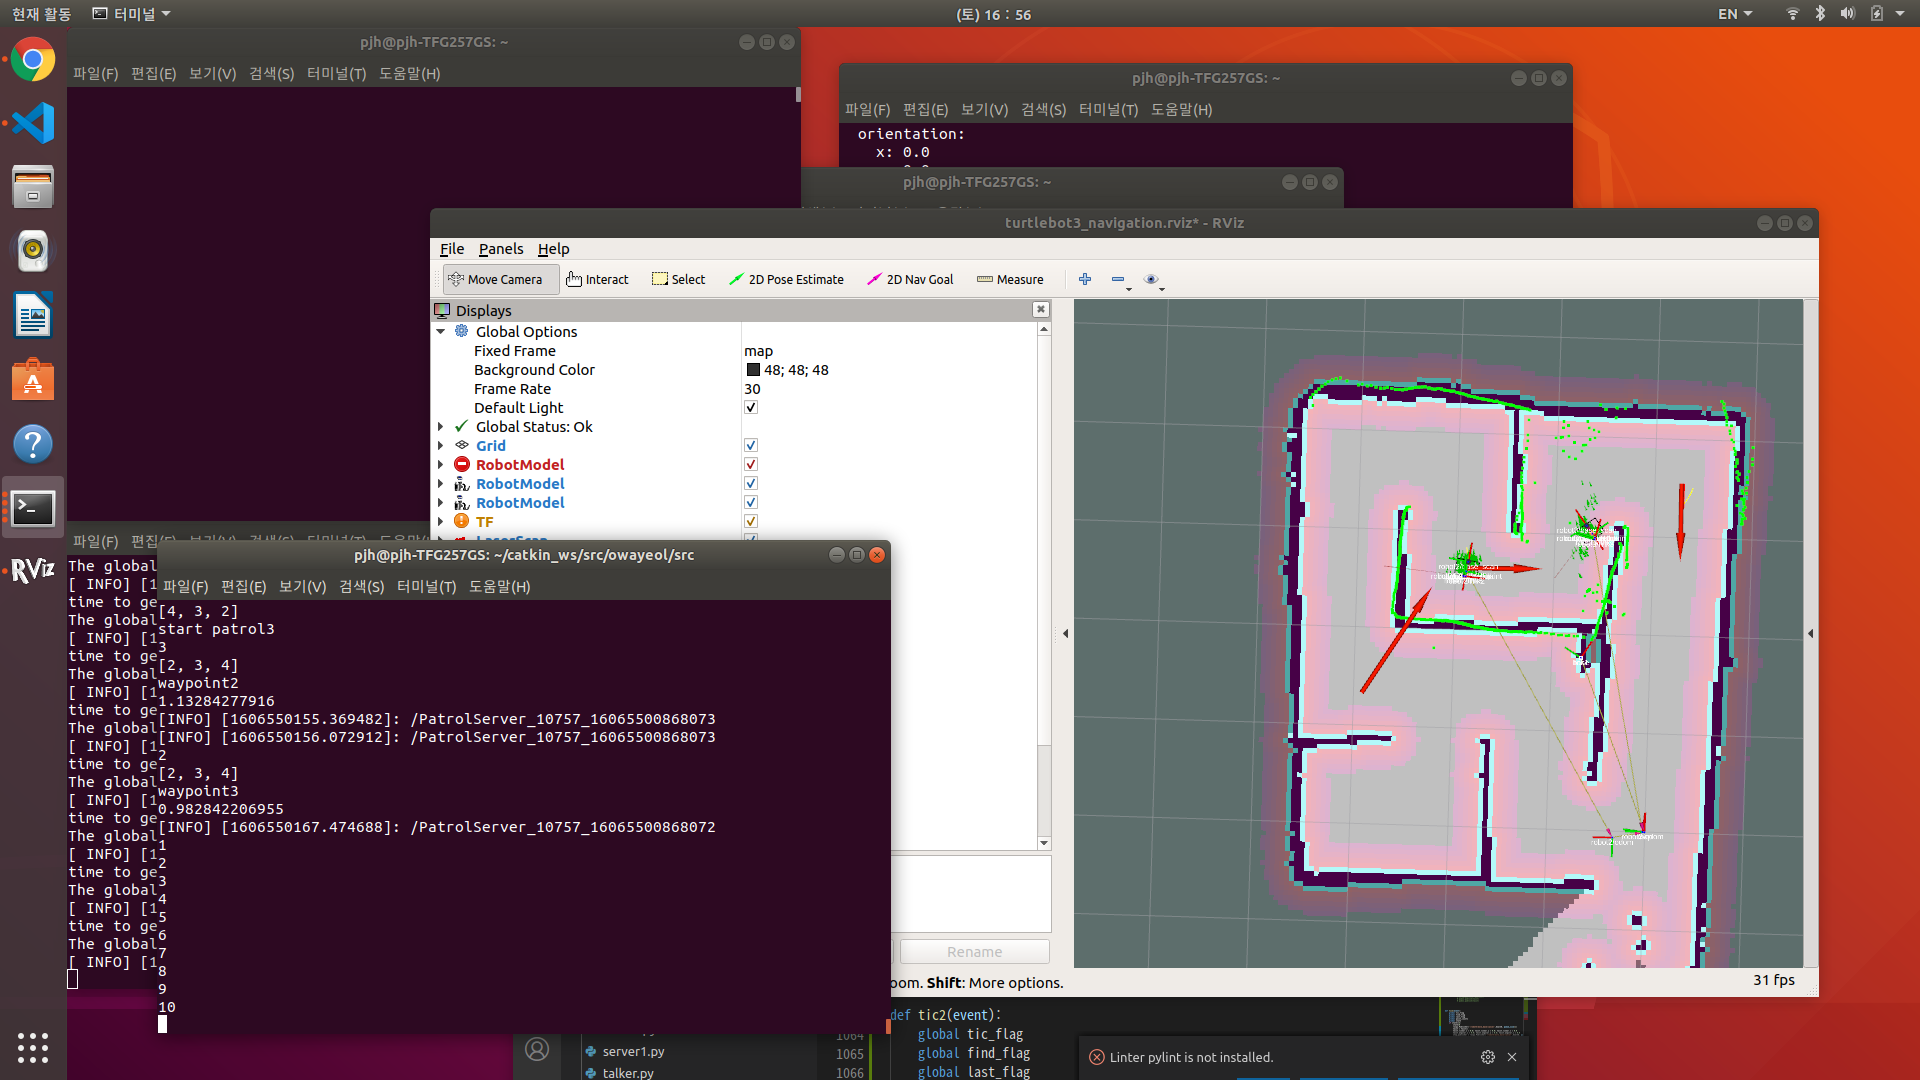 현재 활동
터미널
(토) 16 : 56
EN
pjh@pjh-TFG257GS: ~
파일(F) 편집(E) 보기(V) 검색(S) 터미널(T) 도움말(H)
pjh@pjh-TFG257GS: ~
파일(F) 편집(E) 보기(V) 검색(S) 터미널(T) 도움말(H)
orientation:
x: 0.0
pjh@pjh-TFG257GS: ~
turtlebot3_navigation.rviz* - RViz
File Panels Help
Move Camera Interact Select 2D Pose Estimate 2D Nav Goal Measure
Displays
Global Options
Fixed Frame map
Background Color 48; 48; 48
Frame Rate 30
Default Light
Global Status: Ok
Grid
RobotModel
RobotModel
RobotModel
TF
LaserScan
Rename
oom. Shift: More options.
31 fps
RViz
파일(F) 편집(E)
The global
[ INFO] [1
time to ge
The global
[ INFO] [1
time to ge
The global
[ INFO] [1
time to ge
The global
[ INFO] [1
time to ge
The global
[ INFO] [1
time to ge
The global
[ INFO] [1
time to ge
The global
[ INFO] [1
time to ge
The global
[ INFO] [1
pjh@pjh-TFG257GS: ~/catkin_ws/src/owayeol/src
파일(F) 편집(E) 보기(V) 검색(S) 터미널(T) 도움말(H)
[4, 3, 2]
start patrol3
3
[2, 3, 4]
waypoint2
1.13284277916
[INFO] [1606550155.369482]: /PatrolServer_10757_16065500868073
[INFO] [1606550156.072912]: /PatrolServer_10757_16065500868073
2
[2, 3, 4]
waypoint3
0.982842206955
[INFO] [1606550167.474688]: /PatrolServer_10757_16065500868072
1
2
3
4
5
6
7
8
9
10
server1.py
talker.py
1064
1065
1066
def tic2(event):
global tic_flag
global find_flag
global last_flag
Linter pylint is not installed.